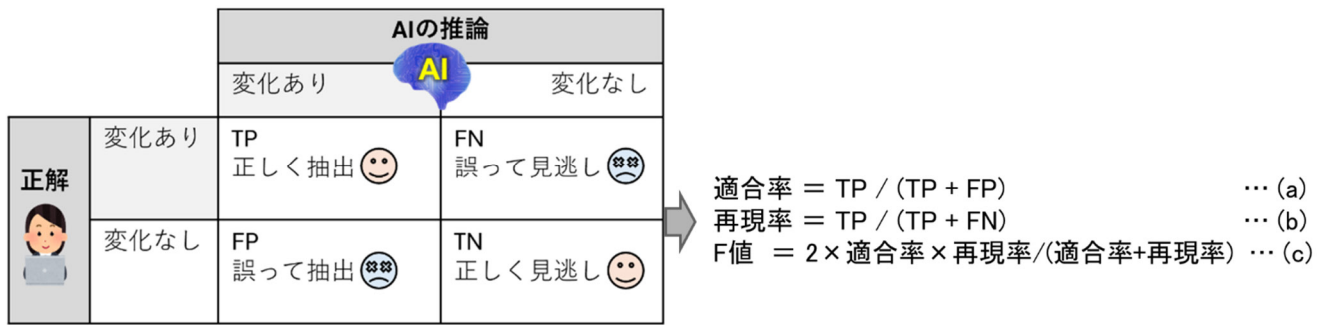 AIの推論
AI
変化あり
変化なし
正解
変化あり
TP
正しく抽出
FN
誤って見逃し
変化なし
FP
誤って抽出
TN
正しく見逃し
適合率 = TP / (TP + FP) … (a)
再現率 = TP / (TP + FN) … (b)
F値 = 2×適合率×再現率/(適合率+再現率) … (c)